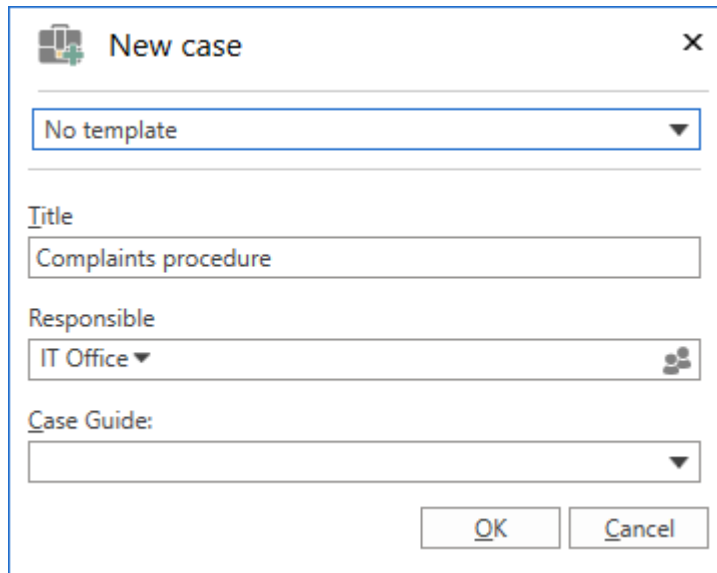 New case
No template
Title
Complaints procedure
Responsible
IT Office
Case Guide:
OK Cancel